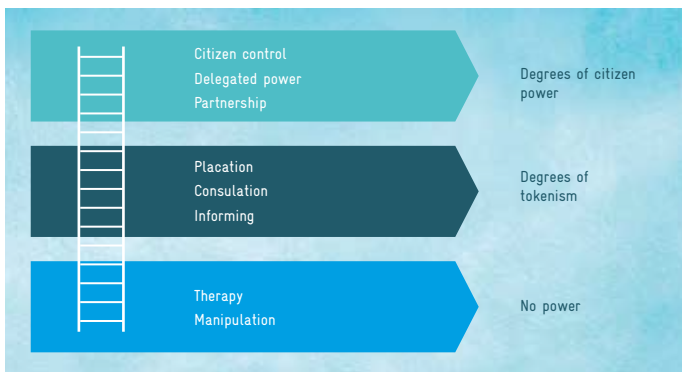 Citizen control
Delegated power
Partnership
Degrees of citizen
power
Placation
Consulation
Informing
Degrees of
tokenism
Therapy
Manipulation
No power